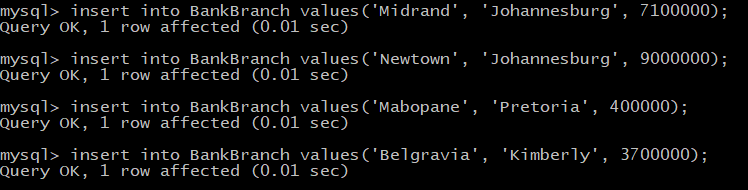 mysql> insert into BankBranch values('Midrand', 'Johannesburg', 7100000);
Query OK, 1 row affected (0.01 sec)
mysql> insert into BankBranch values('Newtown', 'Johannesburg', 9000000);
Query OK, 1 row affected (0.01 sec)
mysql> insert into BankBranch values('Mabopane', 'Pretoria', 400000);
Query OK, 1 row affected (0.01 sec)
mysql> insert into BankBranch values('Belgravia', 'Kimberly', 3700000);
Query OK, 1 row affected (0.01 sec)